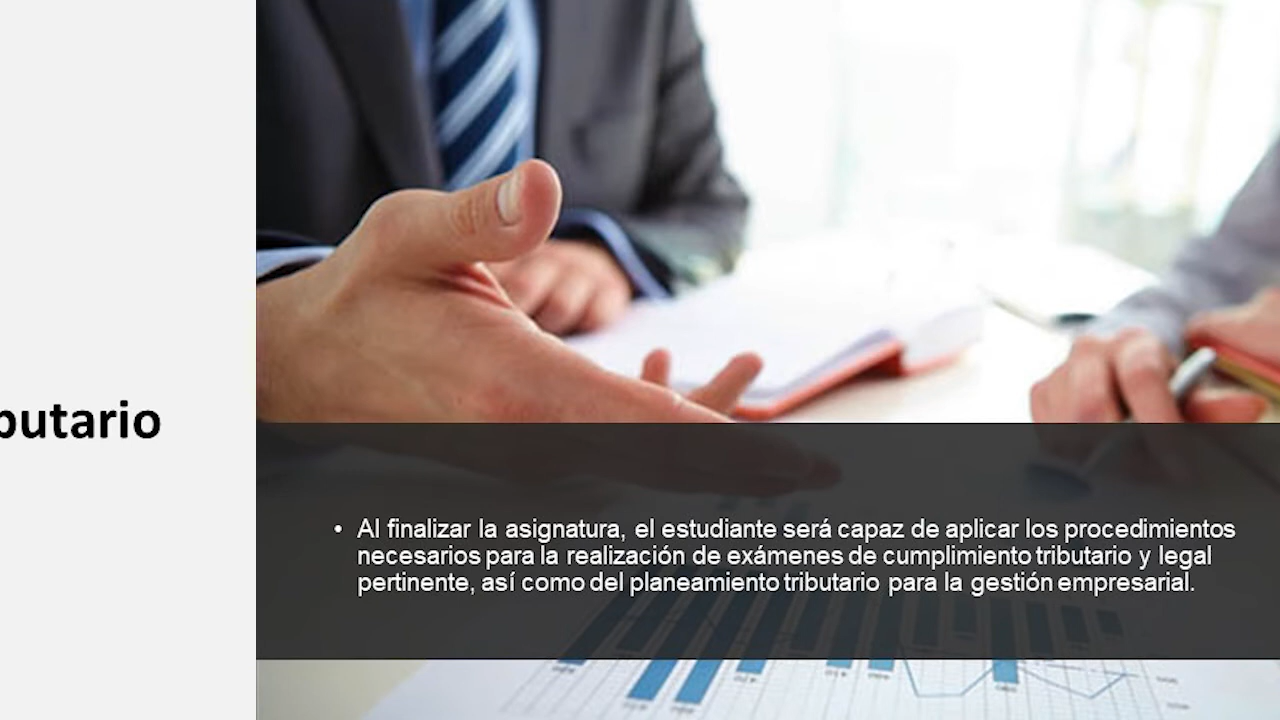 • Al finalizar la asignatura, el estudiante será capaz de aplicar los procedimientos
necesarios para la realización de exámenes de cumplimiento tributario y legal
pertinente, así como del planeamiento tributario para la gestión empresarial.